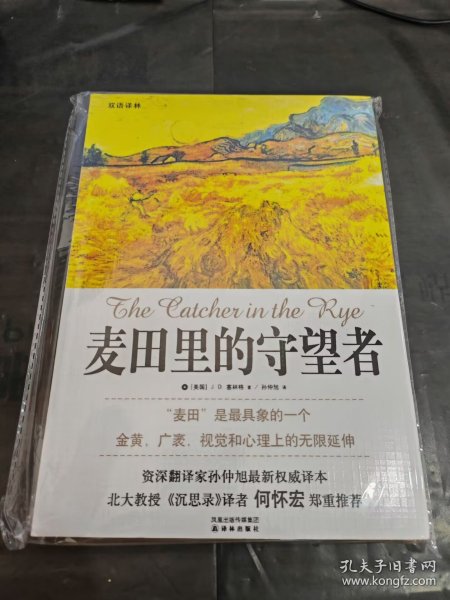 双语译林
The Catcher in the Rye
麦田里的守望者
[美国] J.D.塞林格 著 / 孙仲旭 译
“麦田”是最具象的一个
金黄、广袤、视觉和心理上的无限延伸
资深翻译家孙仲旭最新权威译本
北大教授《沉思录》译者 何怀宏 郑重推荐
凤凰出版传媒集团
译林出版社
孔夫子旧书网
www.kongfz.com